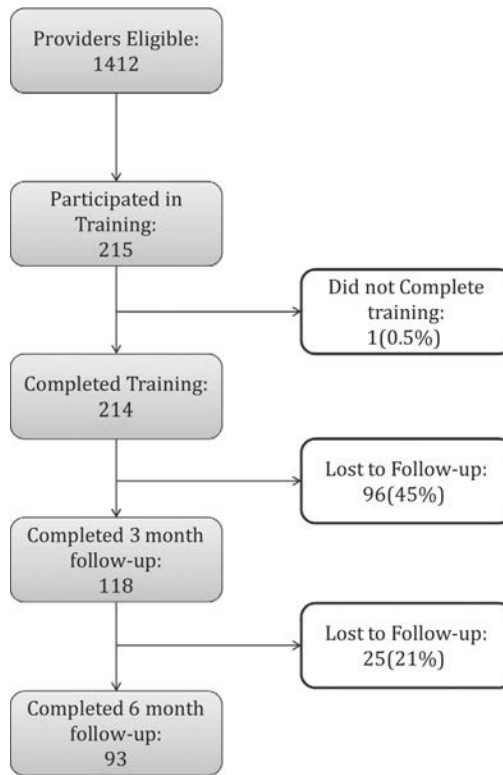 Providers Eligible:
1412
Participated in
Training:
215
Did not Complete
training:
1(0.5%)
Completed Training:
214
Lost to Follow-up:
96(45%)
Completed 3 month
follow-up:
118
Lost to Follow-up:
25(21%)
Completed 6 month
follow-up:
93